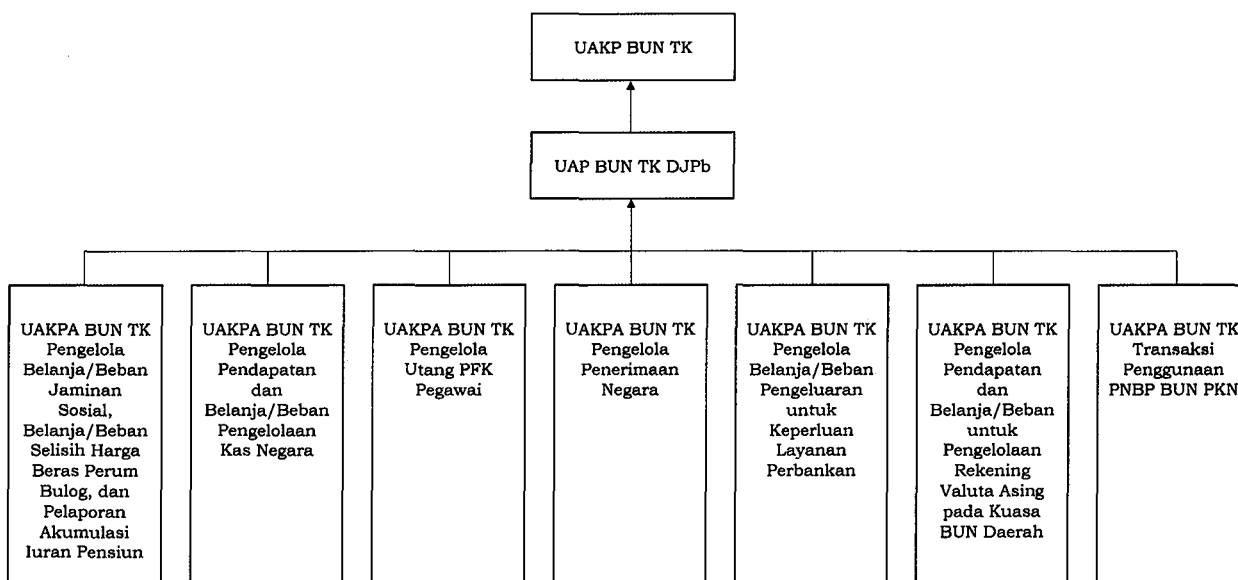 UAKP BUN TK
UAP BUN TK DJPb
UAKPA BUN TK
Pengelola
Belanja/Beban
Jaminan
Sosial,
Belanja/Beban
Selisih Harga
Beras Perum
Bulog, dan
Pelaporan
Akumulasi
Iuran Pensiun
UAKPA BUN TK
Pengelola
Pendapatan
dan
Belanja/Beban
Pengelolaan
Kas Negara
UAKPA BUN TK
Pengelola
Utang PFK
Pegawai
UAKPA BUN TK
Pengelola
Penerimaan
Negara
UAKPA BUN TK
Pengelola
Belanja/Beban
Pengeluaran
untuk
Keperluan
Layanan
Perbankan
UAKPA BUN TK
Pengelola
Pendapatan
dan
Belanja/Beban
untuk
Pengelolaan
Rekening
Valuta Asing
pada Kuasa
BUN Daerah
UAKPA BUN TK
Transaksi
Penggunaan
PNBP BUN PKN